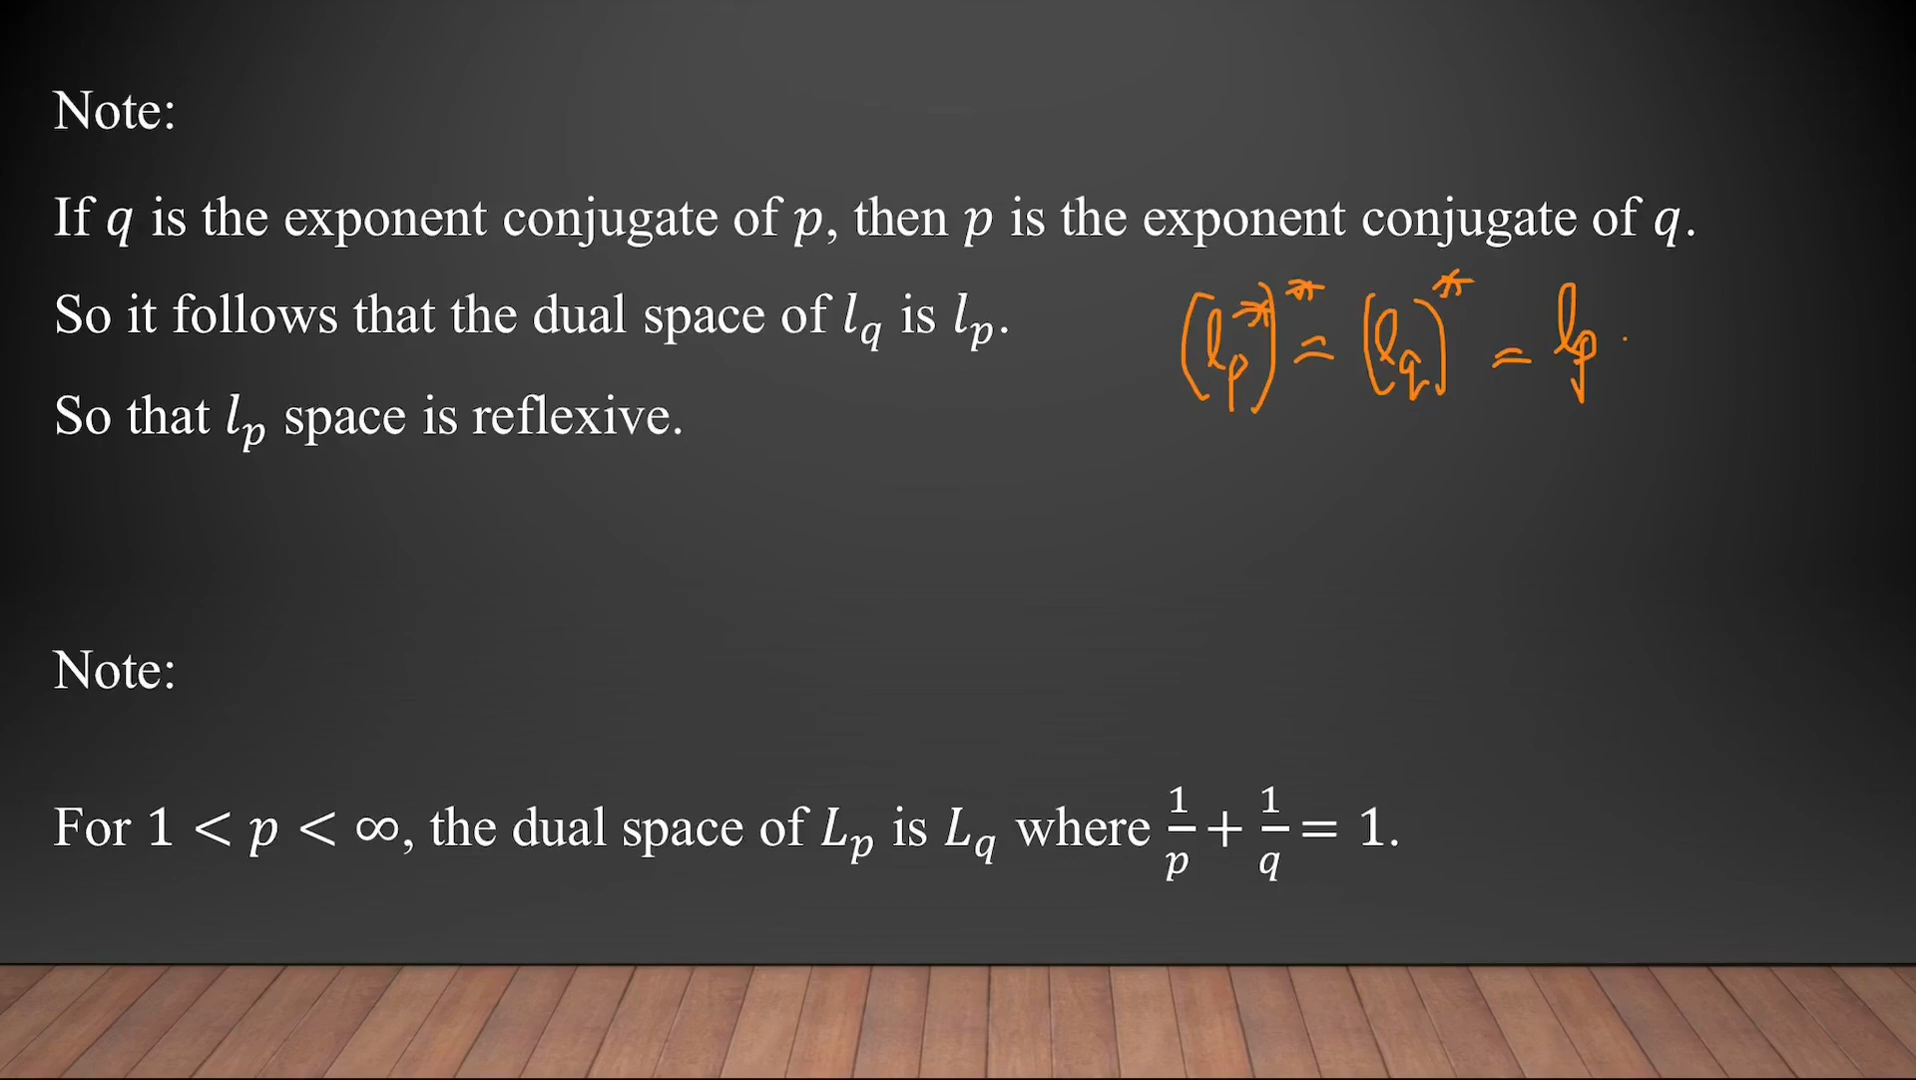 Note:
If q is the exponent conjugate of p, then p is the exponent conjugate of q.
So it follows that the dual space of l_q is l_p.
(l_p^*)^* = (l_q)^* = l_p.
So that l_p space is reflexive.
Note:
For 1 < p < ∞, the dual space of L_p is L_q where 1/p + 1/q = 1.